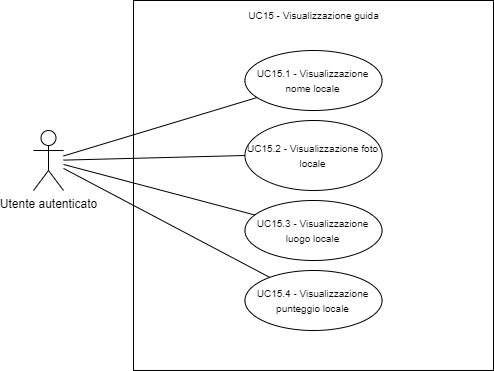 UC15 - Visualizzazione guida
UC15.1 - Visualizzazione
nome locale
UC15.2 - Visualizzazione foto
locale
Utente autenticato
UC15.3 - Visualizzazione
luogo locale
UC15.4 - Visualizzazione
punteggio locale